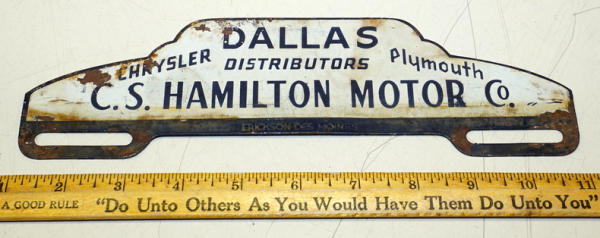 DALLAS
CHRYSLER DISTRIBUTORS Plymouth
C. S. HAMILTON MOTOR Co.
ERICKSON-DES MOINES
1 2 3 4 5 6 7 8 9 10 11
A GOOD RULE "Do Unto Others As You Would Have Them Do Unto You"